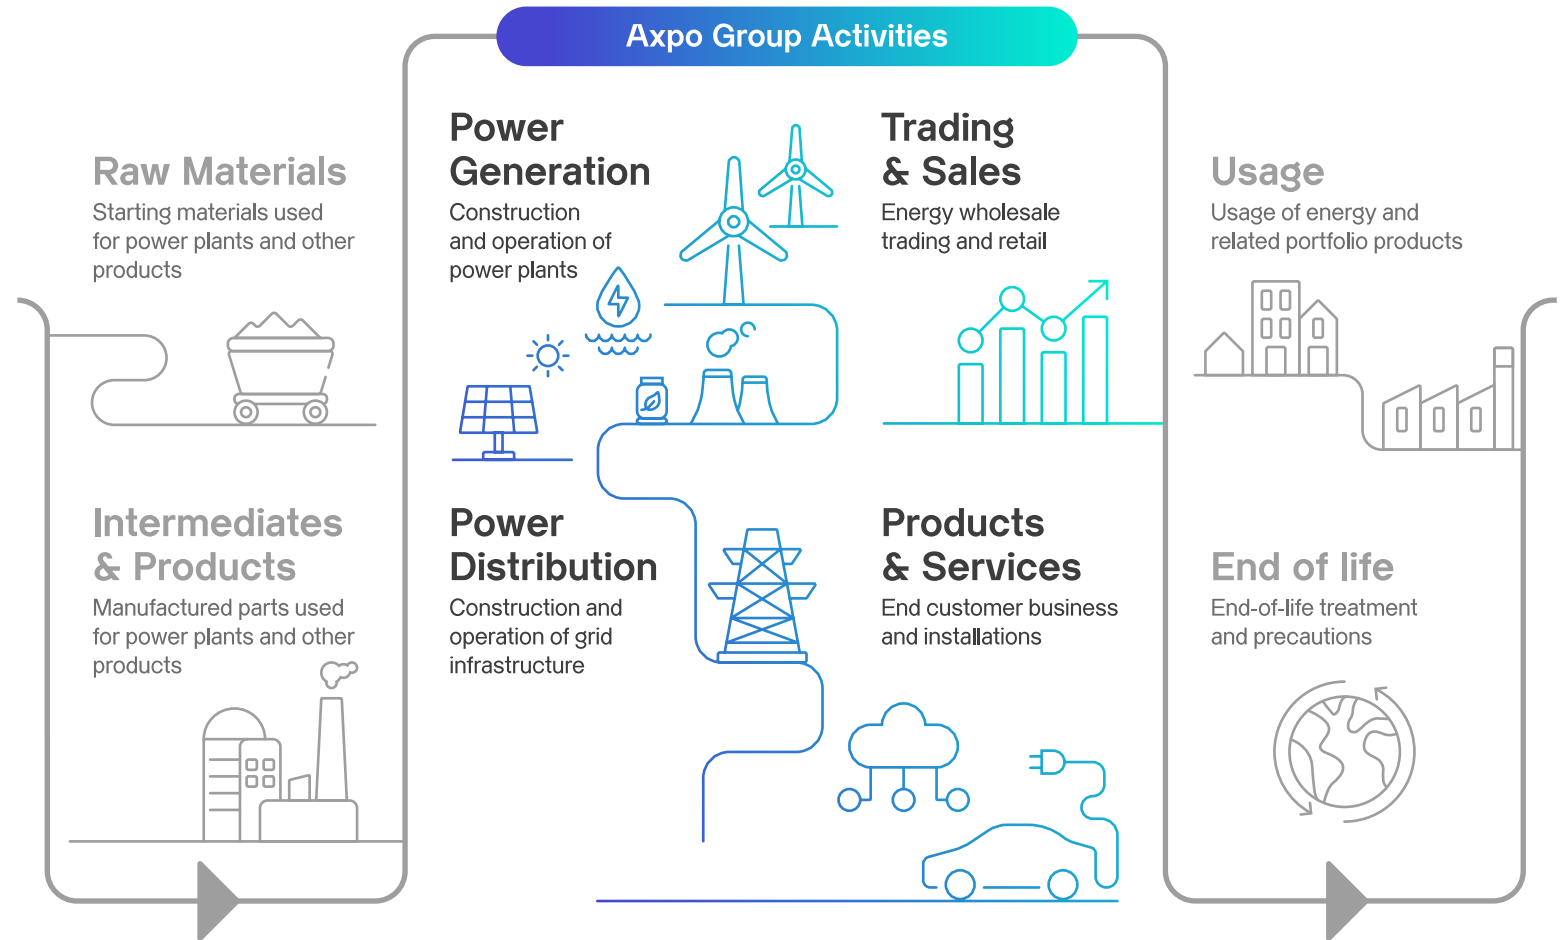 Axpo Group Activities
Raw Materials
Starting materials used
for power plants and other
products
Intermediates
& Products
Manufactured parts used
for power plants and other
products
Power
Generation
Construction
and operation of
power plants
Power
Distribution
Construction and
operation of grid
infrastructure
Trading
& Sales
Energy wholesale
trading and retail
Products
& Services
End customer business
and installations
Usage
Usage of energy and
related portfolio products
End of life
End-of-life treatment
and precautions